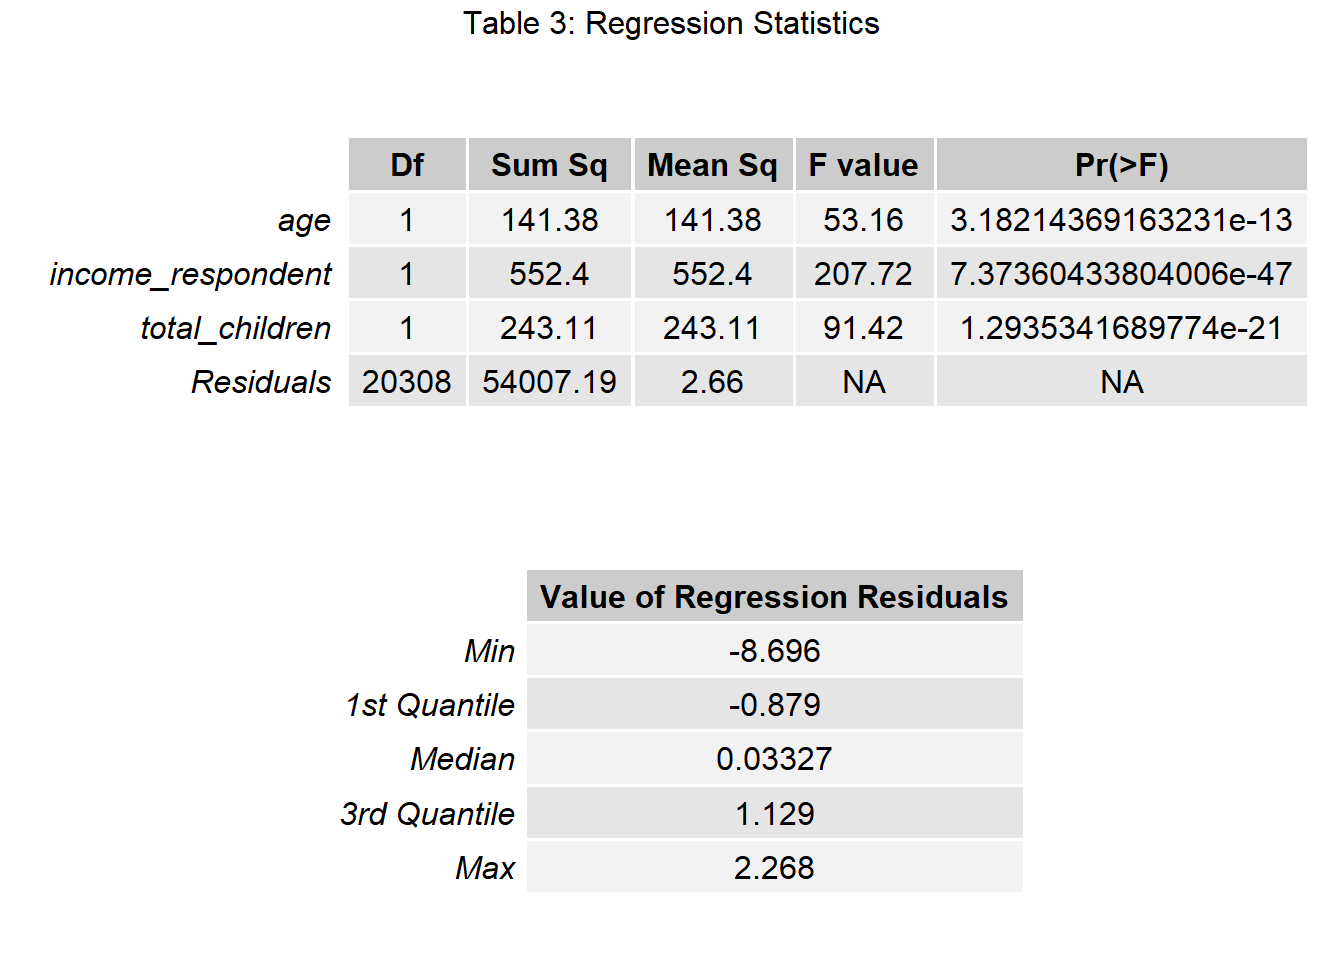 Table 3: Regression Statistics
Df Sum Sq Mean Sq F value Pr(>F)
age 1 141.38 141.38 53.16 3.18214369163231e-13
income_respondent 1 552.4 552.4 207.72 7.37360433804006e-47
total_children 1 243.11 243.11 91.42 1.2935341689774e-21
Residuals 20308 54007.19 2.66 NA NA
Value of Regression Residuals
Min -8.696
1st Quantile -0.879
Median 0.03327
3rd Quantile 1.129
Max 2.268